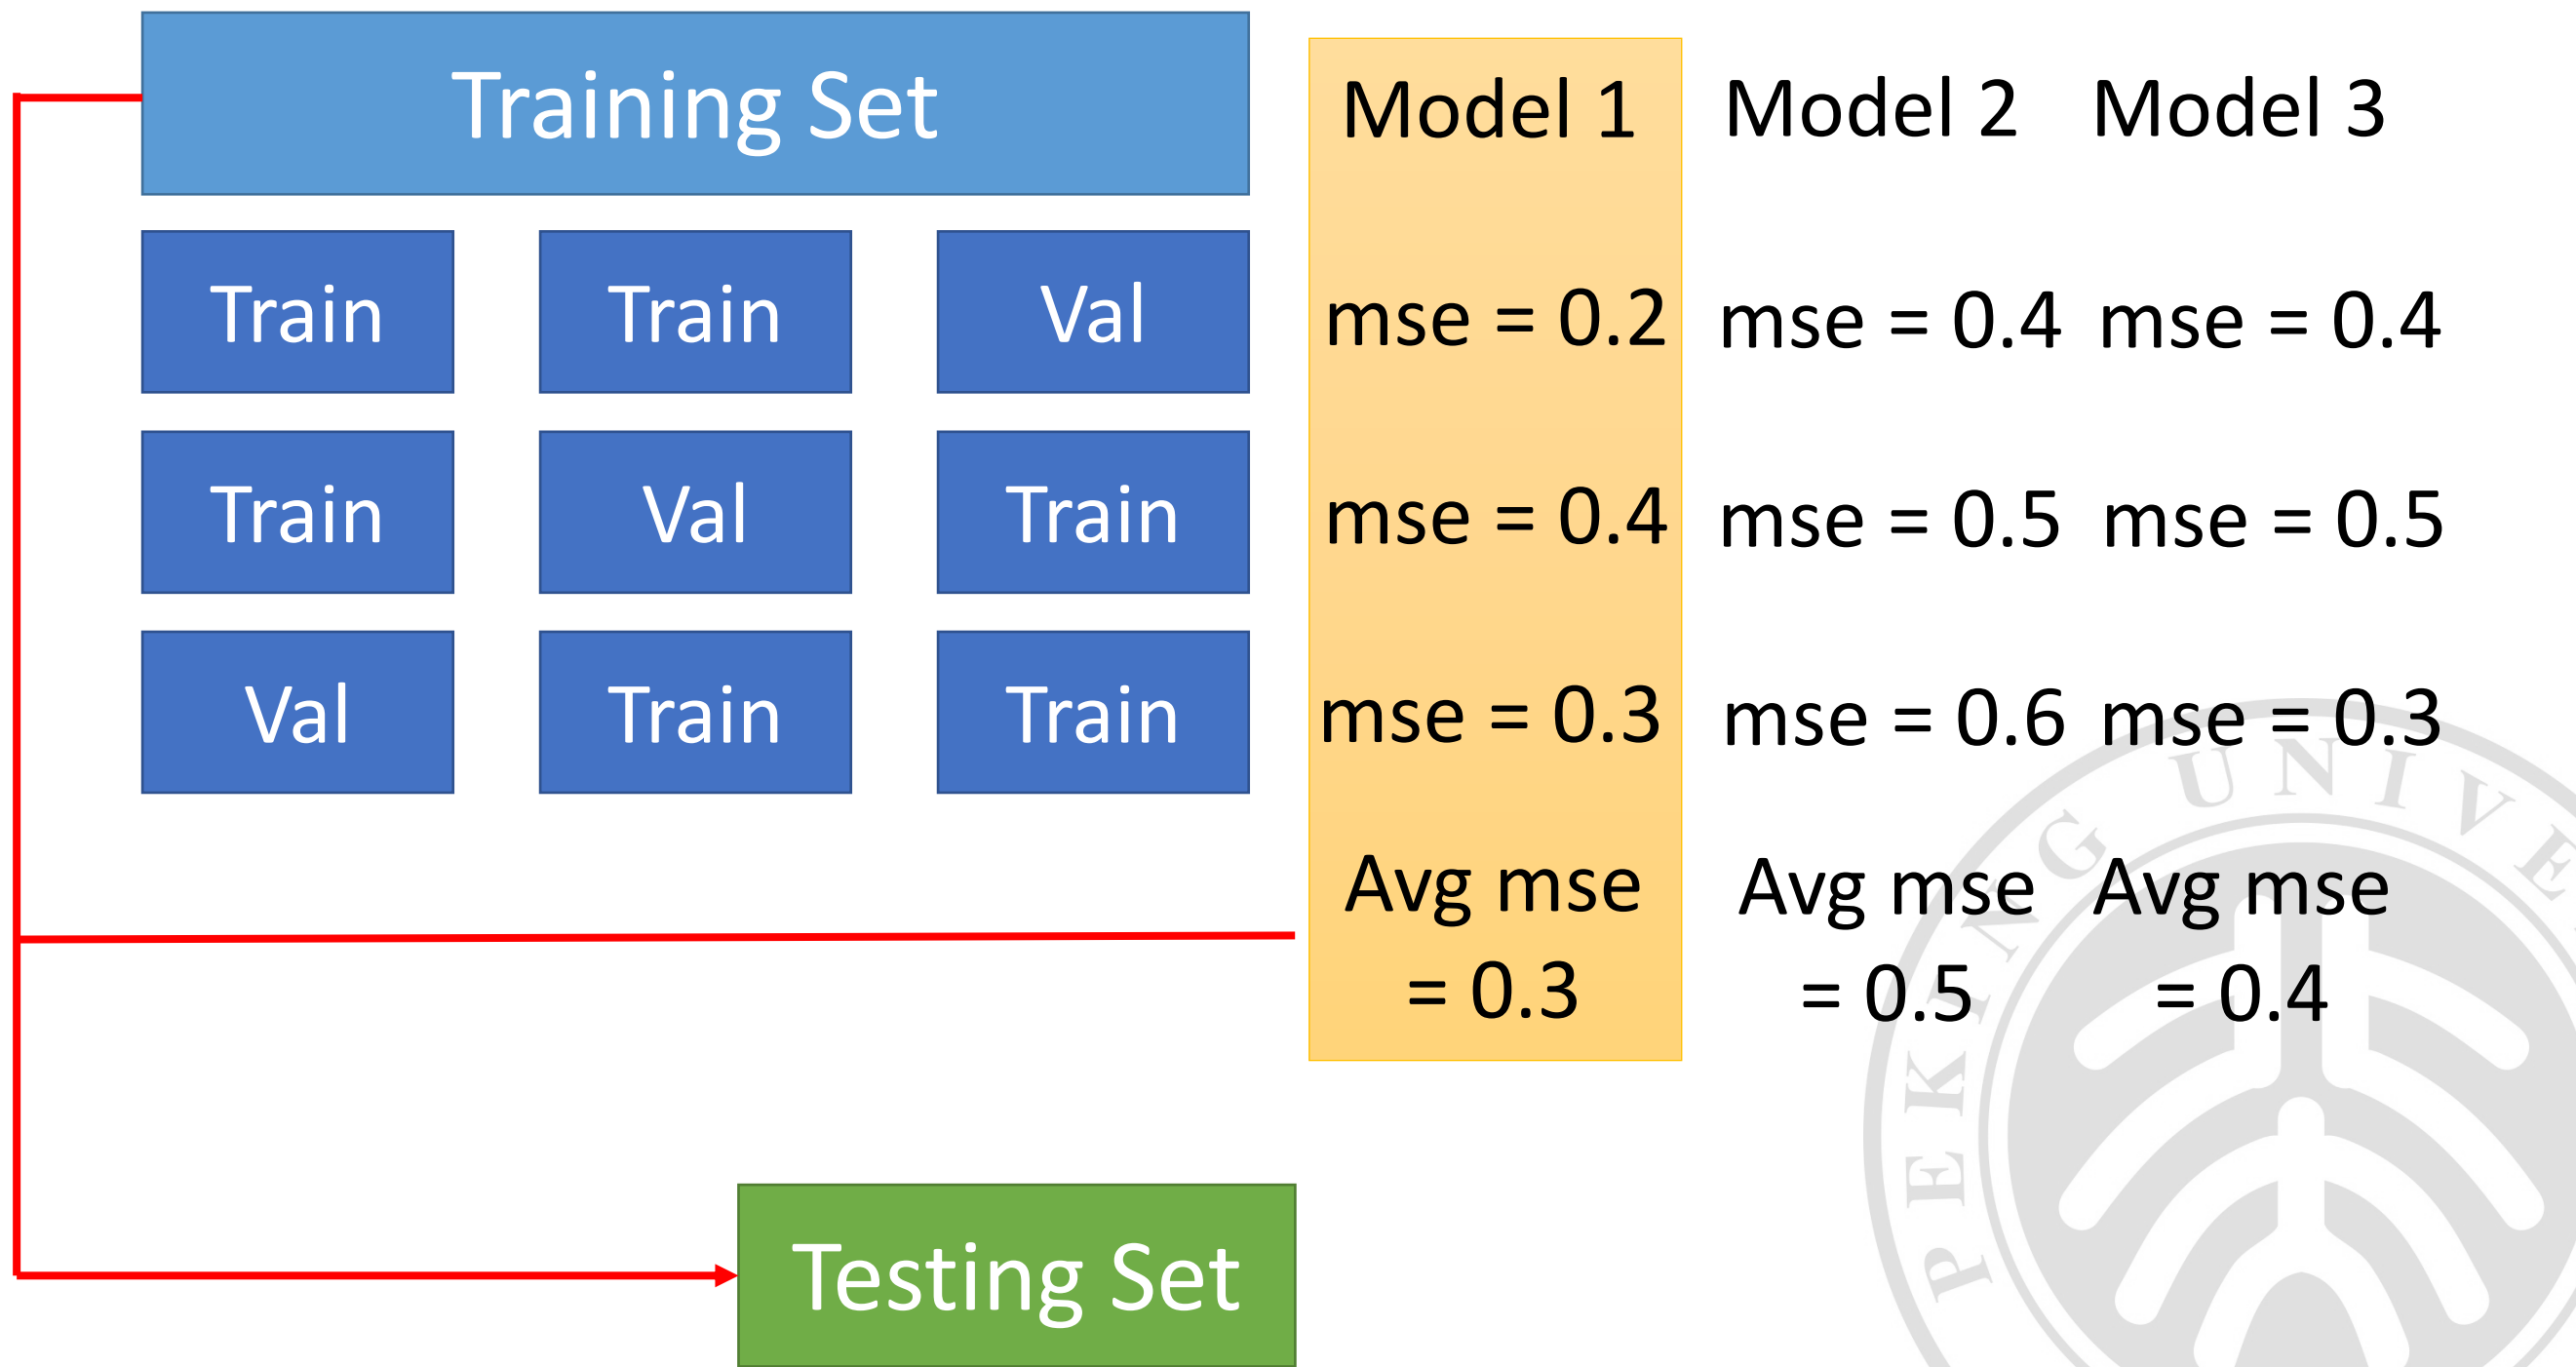 Training Set
Model 1 Model 2 Model 3
Train Train Val mse = 0.2 mse = 0.4 mse = 0.4
Train Val Train mse = 0.4 mse = 0.5 mse = 0.5
Val Train Train mse = 0.3 mse = 0.6 mse = 0.3
Avg mse Avg mse Avg mse
= 0.3 = 0.5 = 0.4
Testing Set
PEKING UNIVE